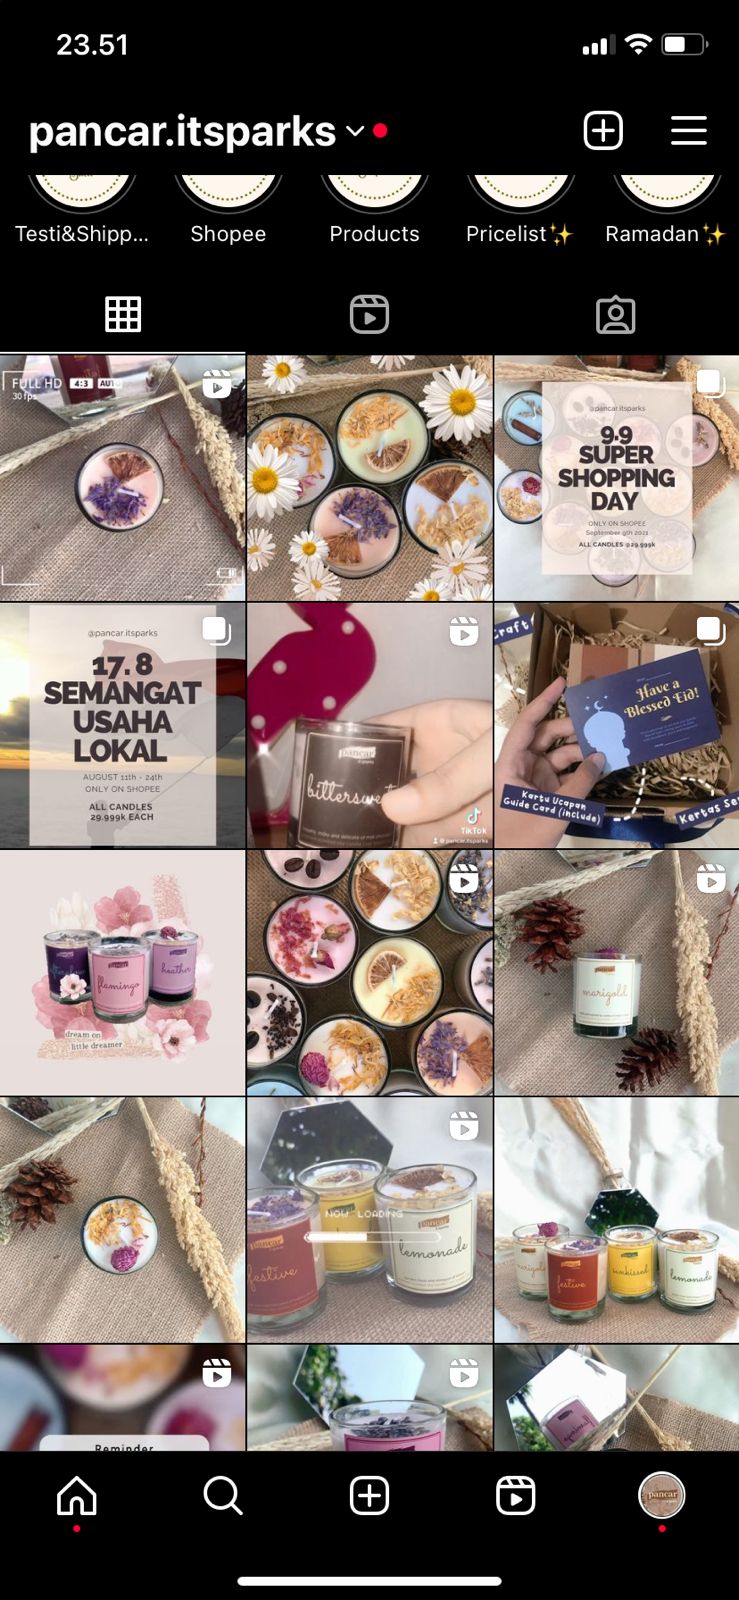 23.51
pancar.itsparks
Testi&Shipp...
Shopee
Products
Pricelist✨
Ramadan✨
FULL HD 4:3 AUTO
30 fps
@pancar.itsparks
9.9
SUPER
SHOPPING
DAY
ONLY ON SHOPEE
September 9th 2021
ALL CANDLES @29.999k
@pancar.itsparks
17.8
SEMANGAT
USAHA
LOKAL
AUGUST 11th - 24th
ONLY ON SHOPEE
ALL CANDLES
29.999k EACH
pancar
bittersweet
TikTok
@pancar.itsparks
Craft
Have a
Blessed Eid!
Kartu Ucapan
Guide Card (include)
Kertas Se
flamingo
heather
dream on
little dreamer
marigold
NOW LOADING
pancar
festive
pancar
lemonade
marigold
festive
sunkissed
lemonade
Reminder
pancar